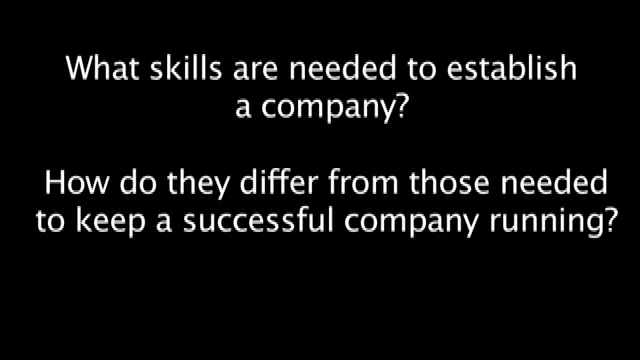 What skills are needed to establish
a company?
How do they differ from those needed
to keep a successful company running?